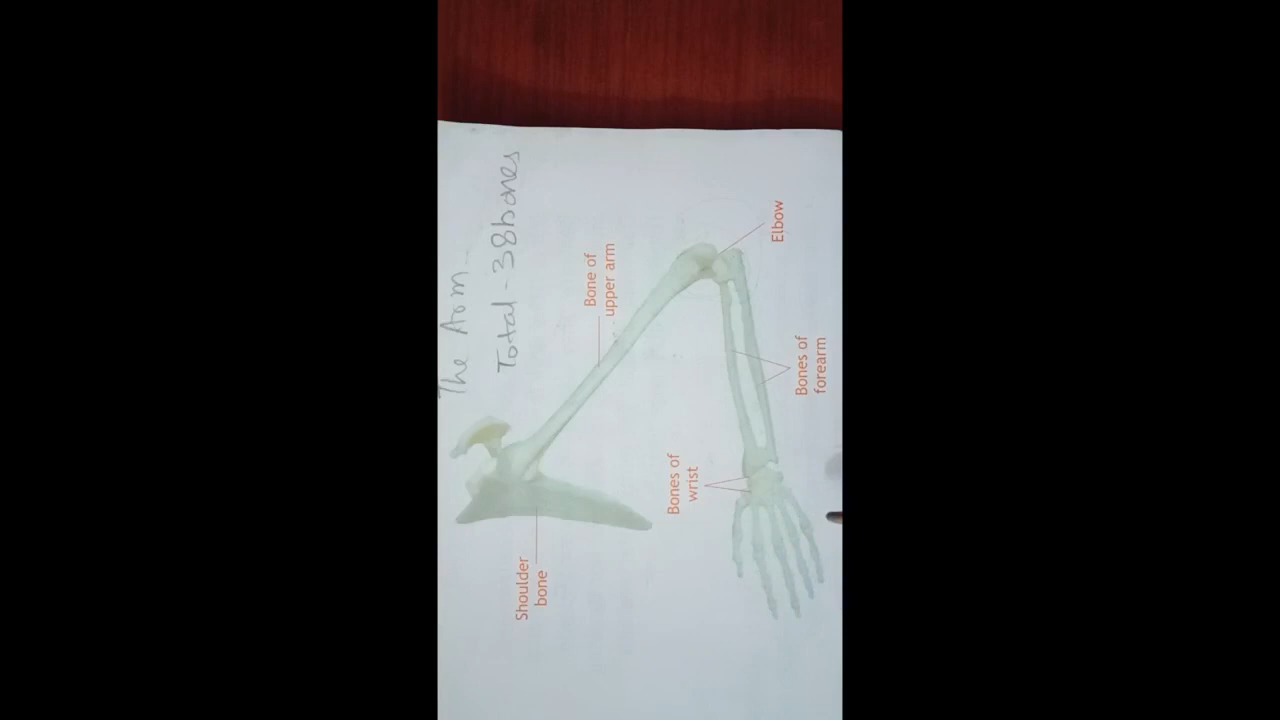 The Arm-
Total - 38 bones
Bone of
upper arm
Elbow
Bones of
forearm
Bones of
wrist
Shoulder
bone